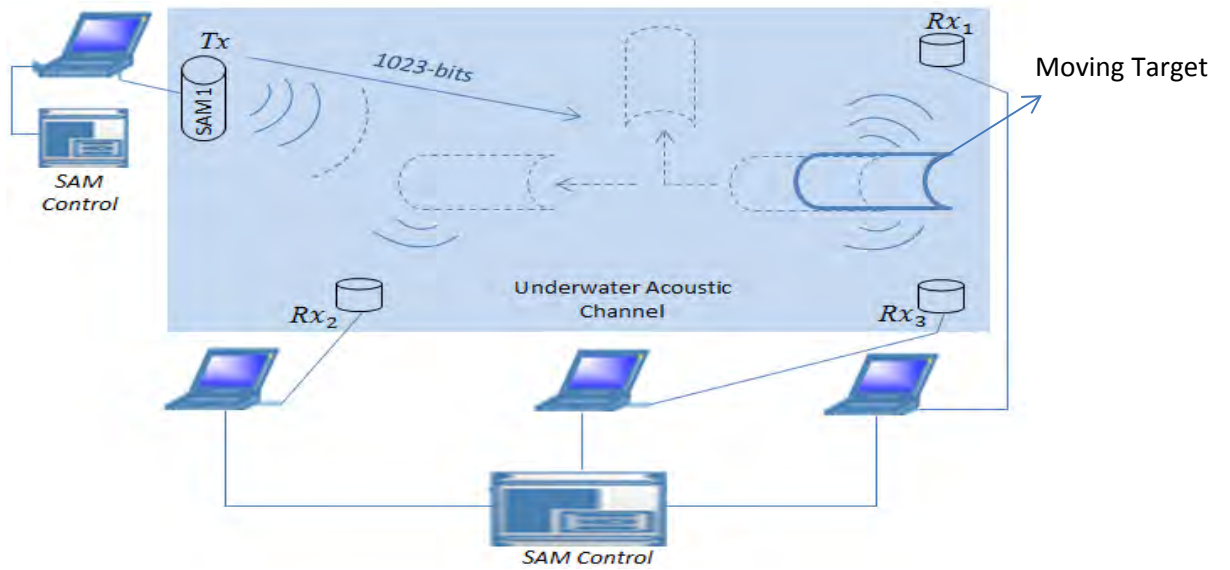 Tx
Rx₁
1023-bits
Moving Target
SAM1
SAM
Control
Underwater Acoustic
Channel
Rx₂
Rx₃
SAM Control